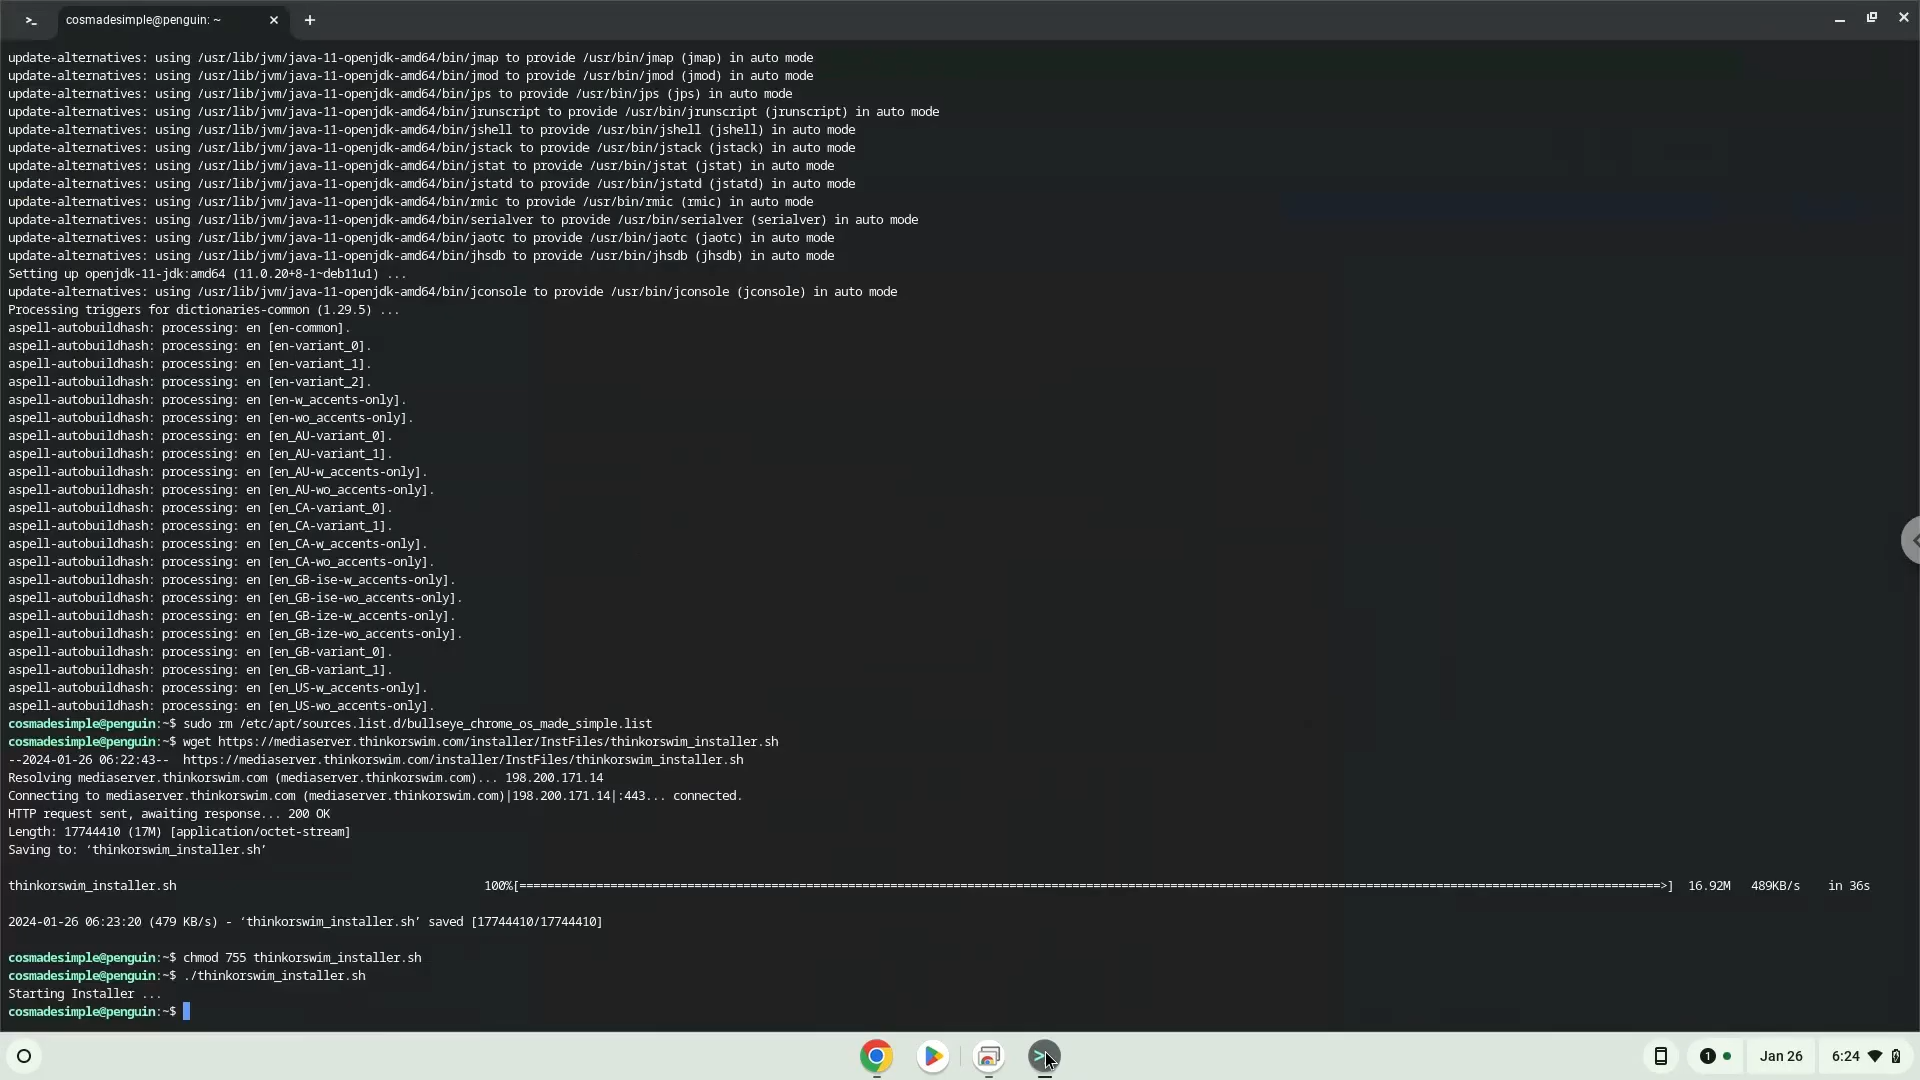 cosmadesimple@penguin: ~
update-alternatives: using /usr/lib/jvm/java-11-openjdk-amd64/bin/jmap to provide /usr/bin/jmap (jmap) in auto mode
update-alternatives: using /usr/lib/jvm/java-11-openjdk-amd64/bin/jmod to provide /usr/bin/jmod (jmod) in auto mode
update-alternatives: using /usr/lib/jvm/java-11-openjdk-amd64/bin/jps to provide /usr/bin/jps (jps) in auto mode
update-alternatives: using /usr/lib/jvm/java-11-openjdk-amd64/bin/jrunscript to provide /usr/bin/jrunscript (jrunscript) in auto mode
update-alternatives: using /usr/lib/jvm/java-11-openjdk-amd64/bin/jshell to provide /usr/bin/jshell (jshell) in auto mode
update-alternatives: using /usr/lib/jvm/java-11-openjdk-amd64/bin/jstack to provide /usr/bin/jstack (jstack) in auto mode
update-alternatives: using /usr/lib/jvm/java-11-openjdk-amd64/bin/jstat to provide /usr/bin/jstat (jstat) in auto mode
update-alternatives: using /usr/lib/jvm/java-11-openjdk-amd64/bin/jstatd to provide /usr/bin/jstatd (jstatd) in auto mode
update-alternatives: using /usr/lib/jvm/java-11-openjdk-amd64/bin/rmic to provide /usr/bin/rmic (rmic) in auto mode
update-alternatives: using /usr/lib/jvm/java-11-openjdk-amd64/bin/serialver to provide /usr/bin/serialver (serialver) in auto mode
update-alternatives: using /usr/lib/jvm/java-11-openjdk-amd64/bin/jaotc to provide /usr/bin/jaotc (jaotc) in auto mode
update-alternatives: using /usr/lib/jvm/java-11-openjdk-amd64/bin/jhsdb to provide /usr/bin/jhsdb (jhsdb) in auto mode
Setting up openjdk-11-jdk:amd64 (11.0.20+8-1~deb11u1) ...
update-alternatives: using /usr/lib/jvm/java-11-openjdk-amd64/bin/jconsole to provide /usr/bin/jconsole (jconsole) in auto mode
Processing triggers for dictionaries-common (1.29.5) ...
aspell-autobuildhash: processing: en [en-common].
aspell-autobuildhash: processing: en [en-variant_0].
aspell-autobuildhash: processing: en [en-variant_1].
aspell-autobuildhash: processing: en [en-variant_2].
aspell-autobuildhash: processing: en [en-w_accents-only].
aspell-autobuildhash: processing: en [en-wo_accents-only].
aspell-autobuildhash: processing: en [en_AU-variant_0].
aspell-autobuildhash: processing: en [en_AU-variant_1].
aspell-autobuildhash: processing: en [en_AU-w_accents-only].
aspell-autobuildhash: processing: en [en_AU-wo_accents-only].
aspell-autobuildhash: processing: en [en_CA-variant_0].
aspell-autobuildhash: processing: en [en_CA-variant_1].
aspell-autobuildhash: processing: en [en_CA-w_accents-only].
aspell-autobuildhash: processing: en [en_CA-wo_accents-only].
aspell-autobuildhash: processing: en [en_GB-ise-w_accents-only].
aspell-autobuildhash: processing: en [en_GB-ise-wo_accents-only].
aspell-autobuildhash: processing: en [en_GB-ize-w_accents-only].
aspell-autobuildhash: processing: en [en_GB-ize-wo_accents-only].
aspell-autobuildhash: processing: en [en_GB-variant_0].
aspell-autobuildhash: processing: en [en_GB-variant_1].
aspell-autobuildhash: processing: en [en_US-w_accents-only].
aspell-autobuildhash: processing: en [en_US-wo_accents-only].
cosmadesimple@penguin:~$ sudo rm /etc/apt/sources.list.d/bullseye_chrome_os_made_simple.list
cosmadesimple@penguin:~$ wget https://mediaserver.thinkorswim.com/installer/InstFiles/thinkorswim_installer.sh
--2024-01-26 06:22:43--  https://mediaserver.thinkorswim.com/installer/InstFiles/thinkorswim_installer.sh
Resolving mediaserver.thinkorswim.com (mediaserver.thinkorswim.com)... 198.200.171.14
Connecting to mediaserver.thinkorswim.com (mediaserver.thinkorswim.com)|198.200.171.14|:443... connected.
HTTP request sent, awaiting response... 200 OK
Length: 17744410 (17M) [application/octet-stream]
Saving to: ‘thinkorswim_installer.sh’
thinkorswim_installer.sh 100%[===================================================>] 16.92M 489KB/s in 36s
2024-01-26 06:23:20 (479 KB/s) - ‘thinkorswim_installer.sh’ saved [17744410/17744410]
cosmadesimple@penguin:~$ chmod 755 thinkorswim_installer.sh
cosmadesimple@penguin:~$ ./thinkorswim_installer.sh
Starting Installer ...
cosmadesimple@penguin:~$
1 Jan 26 6:24